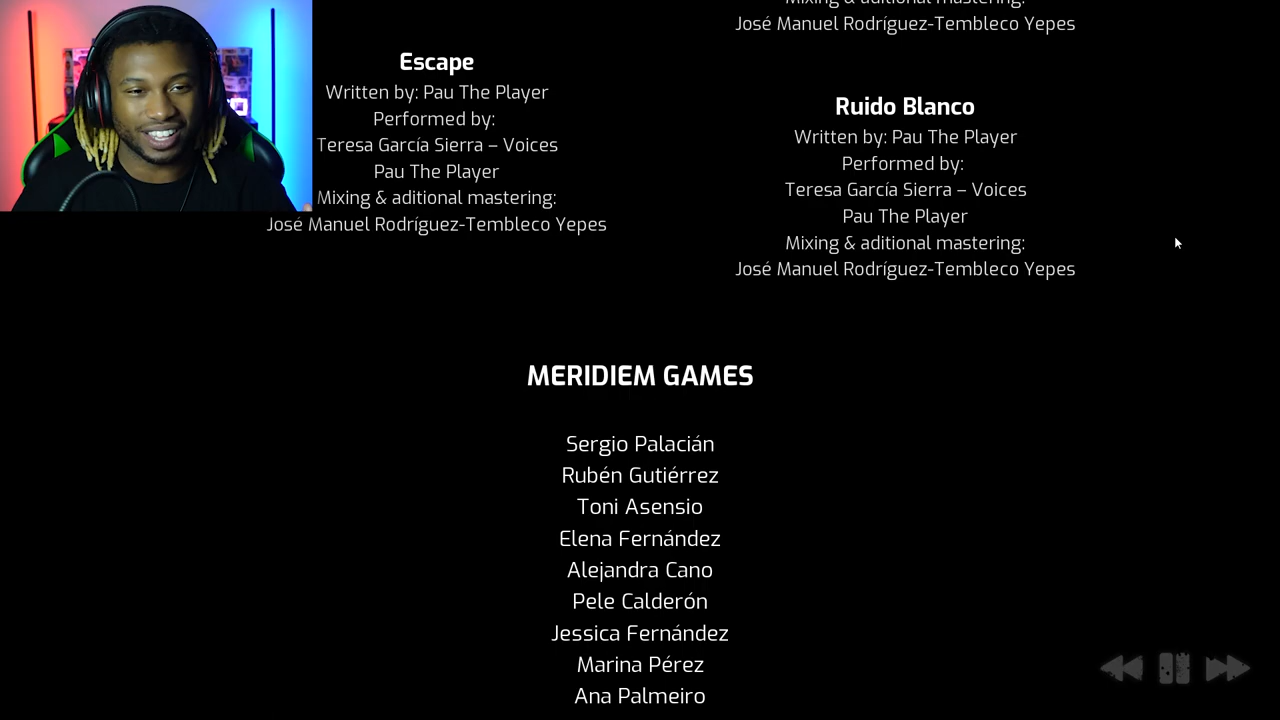 Mixing & aditional mastering:
José Manuel Rodríguez-Tembleco Yepes
Escape
Written by: Pau The Player
Performed by:
Teresa García Sierra – Voices
Pau The Player
Mixing & aditional mastering:
José Manuel Rodríguez-Tembleco Yepes
Ruido Blanco
Written by: Pau The Player
Performed by:
Teresa García Sierra – Voices
Pau The Player
Mixing & aditional mastering:
José Manuel Rodríguez-Tembleco Yepes
MERIDIEM GAMES
Sergio Palacián
Rubén Gutiérrez
Toni Asensio
Elena Fernández
Alejandra Cano
Pele Calderón
Jessica Fernández
Marina Pérez
Ana Palmeiro